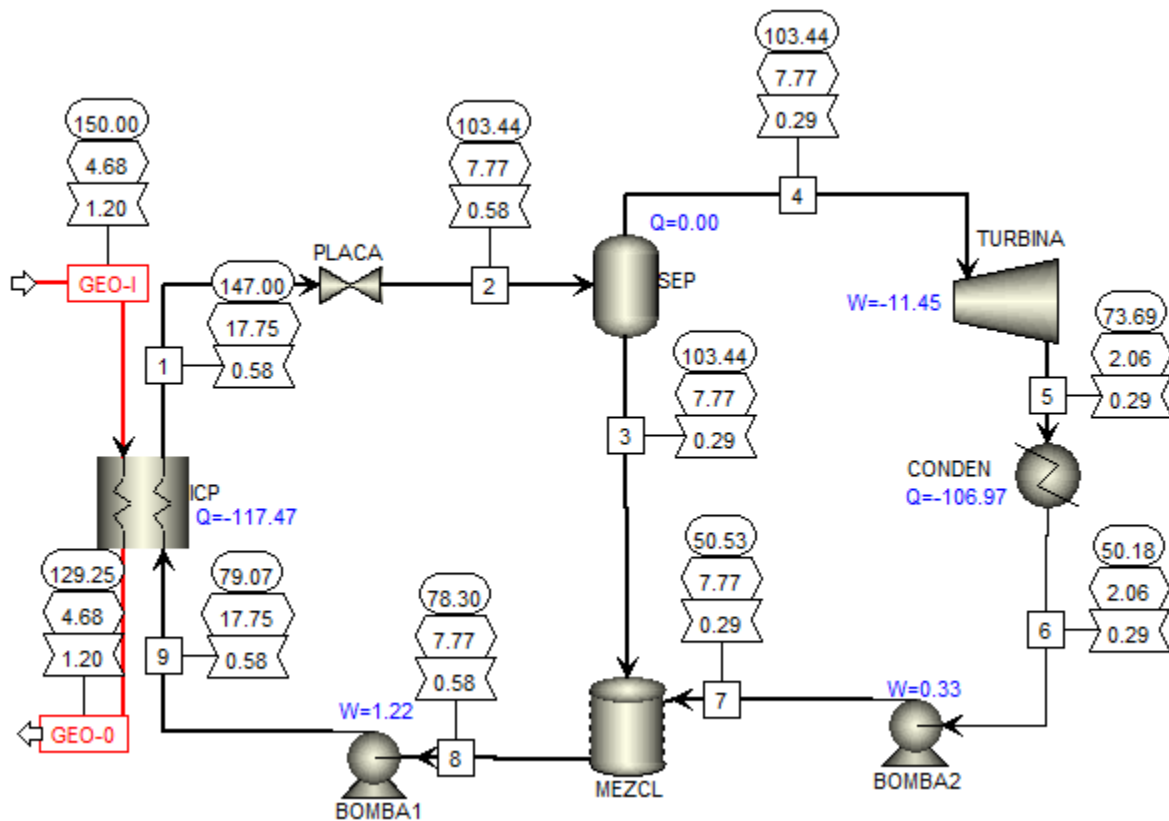 103.44
7.77
0.29
4
150.00
4.68
1.20
GEO-I
103.44
7.77
0.58
2
Q=0.00
SEP
TURBINA
W=-11.45
PLACA
147.00
17.75
0.58
1
73.69
2.06
0.29
5
103.44
7.77
0.29
3
CONDEN
Q=-106.97
ICP
Q=-117.47
129.25
4.68
1.20
GEO-0
79.07
17.75
0.58
9
78.30
7.77
0.58
8
50.53
7.77
0.29
7
50.18
2.06
0.29
6
W=1.22
BOMBA1
MEZCL
W=0.33
BOMBA2